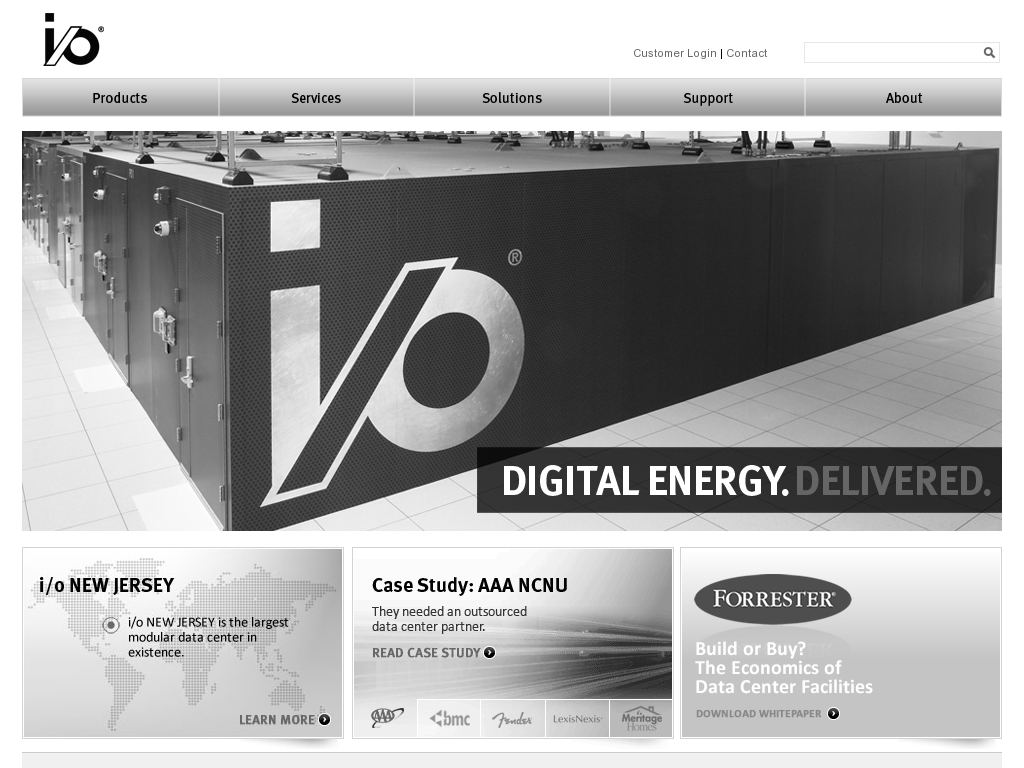 i/o®
Customer Login | Contact
Products
Services
Solutions
Support
About
i/o®
DIGITAL ENERGY. DELIVERED.
i/o NEW JERSEY
i/o NEW JERSEY is the largest
modular data center in
existence.
LEARN MORE
Case Study: AAA NCNU
They needed an outsourced
data center partner.
READ CASE STUDY
AAA
bmc
Fender
LexisNexis
Meritage
Homes
FORRESTER®
Build or Buy?
The Economics of
Data Center Facilities
DOWNLOAD WHITEPAPER